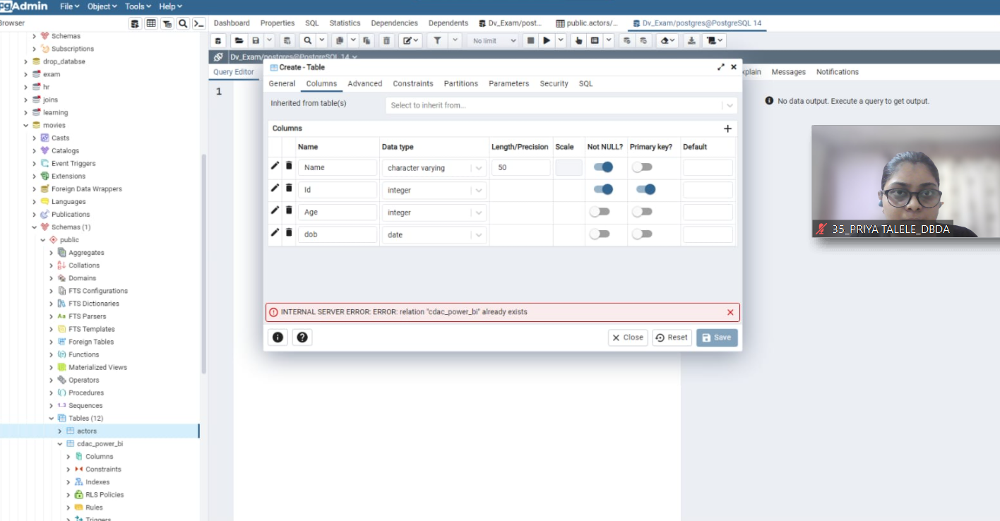 pgAdmin File Object Tools Help
Browser
Dashboard Properties SQL Statistics Dependencies Dependents Dv_Exam/post... public.actors/... Dv_Exam/postgres@PostgreSQL 14
No limit
Dv_Exam/postgres@PostgreSQL 14
Query Editor
Explain Messages Notifications
1
No data output. Execute a query to get output.
Schemas
Subscriptions
drop_databse
exam
hr
joins
learning
movies
Casts
Catalogs
Event Triggers
Extensions
Foreign Data Wrappers
Languages
Publications
Schemas (1)
public
Aggregates
Collations
Domains
FTS Configurations
FTS Dictionaries
Aa FTS Parsers
FTS Templates
Foreign Tables
Functions
Materialized Views
Operators
Procedures
1..3 Sequences
Tables (12)
actors
cdac_power_bi
Columns
Constraints
Indexes
RLS Policies
Rules
Triggers
Create - Table
General Columns Advanced Constraints Partitions Parameters Security SQL
Inherited from table(s) Select to inherit from...
Columns
Name Data type Length/Precision Scale Not NULL? Primary key? Default
Name character varying 50
Id integer
Age integer
dob date
INTERNAL SERVER ERROR: ERROR: relation "cdac_power_bi" already exists
Close Reset Save
35_PRIYA TALELE_DBDA